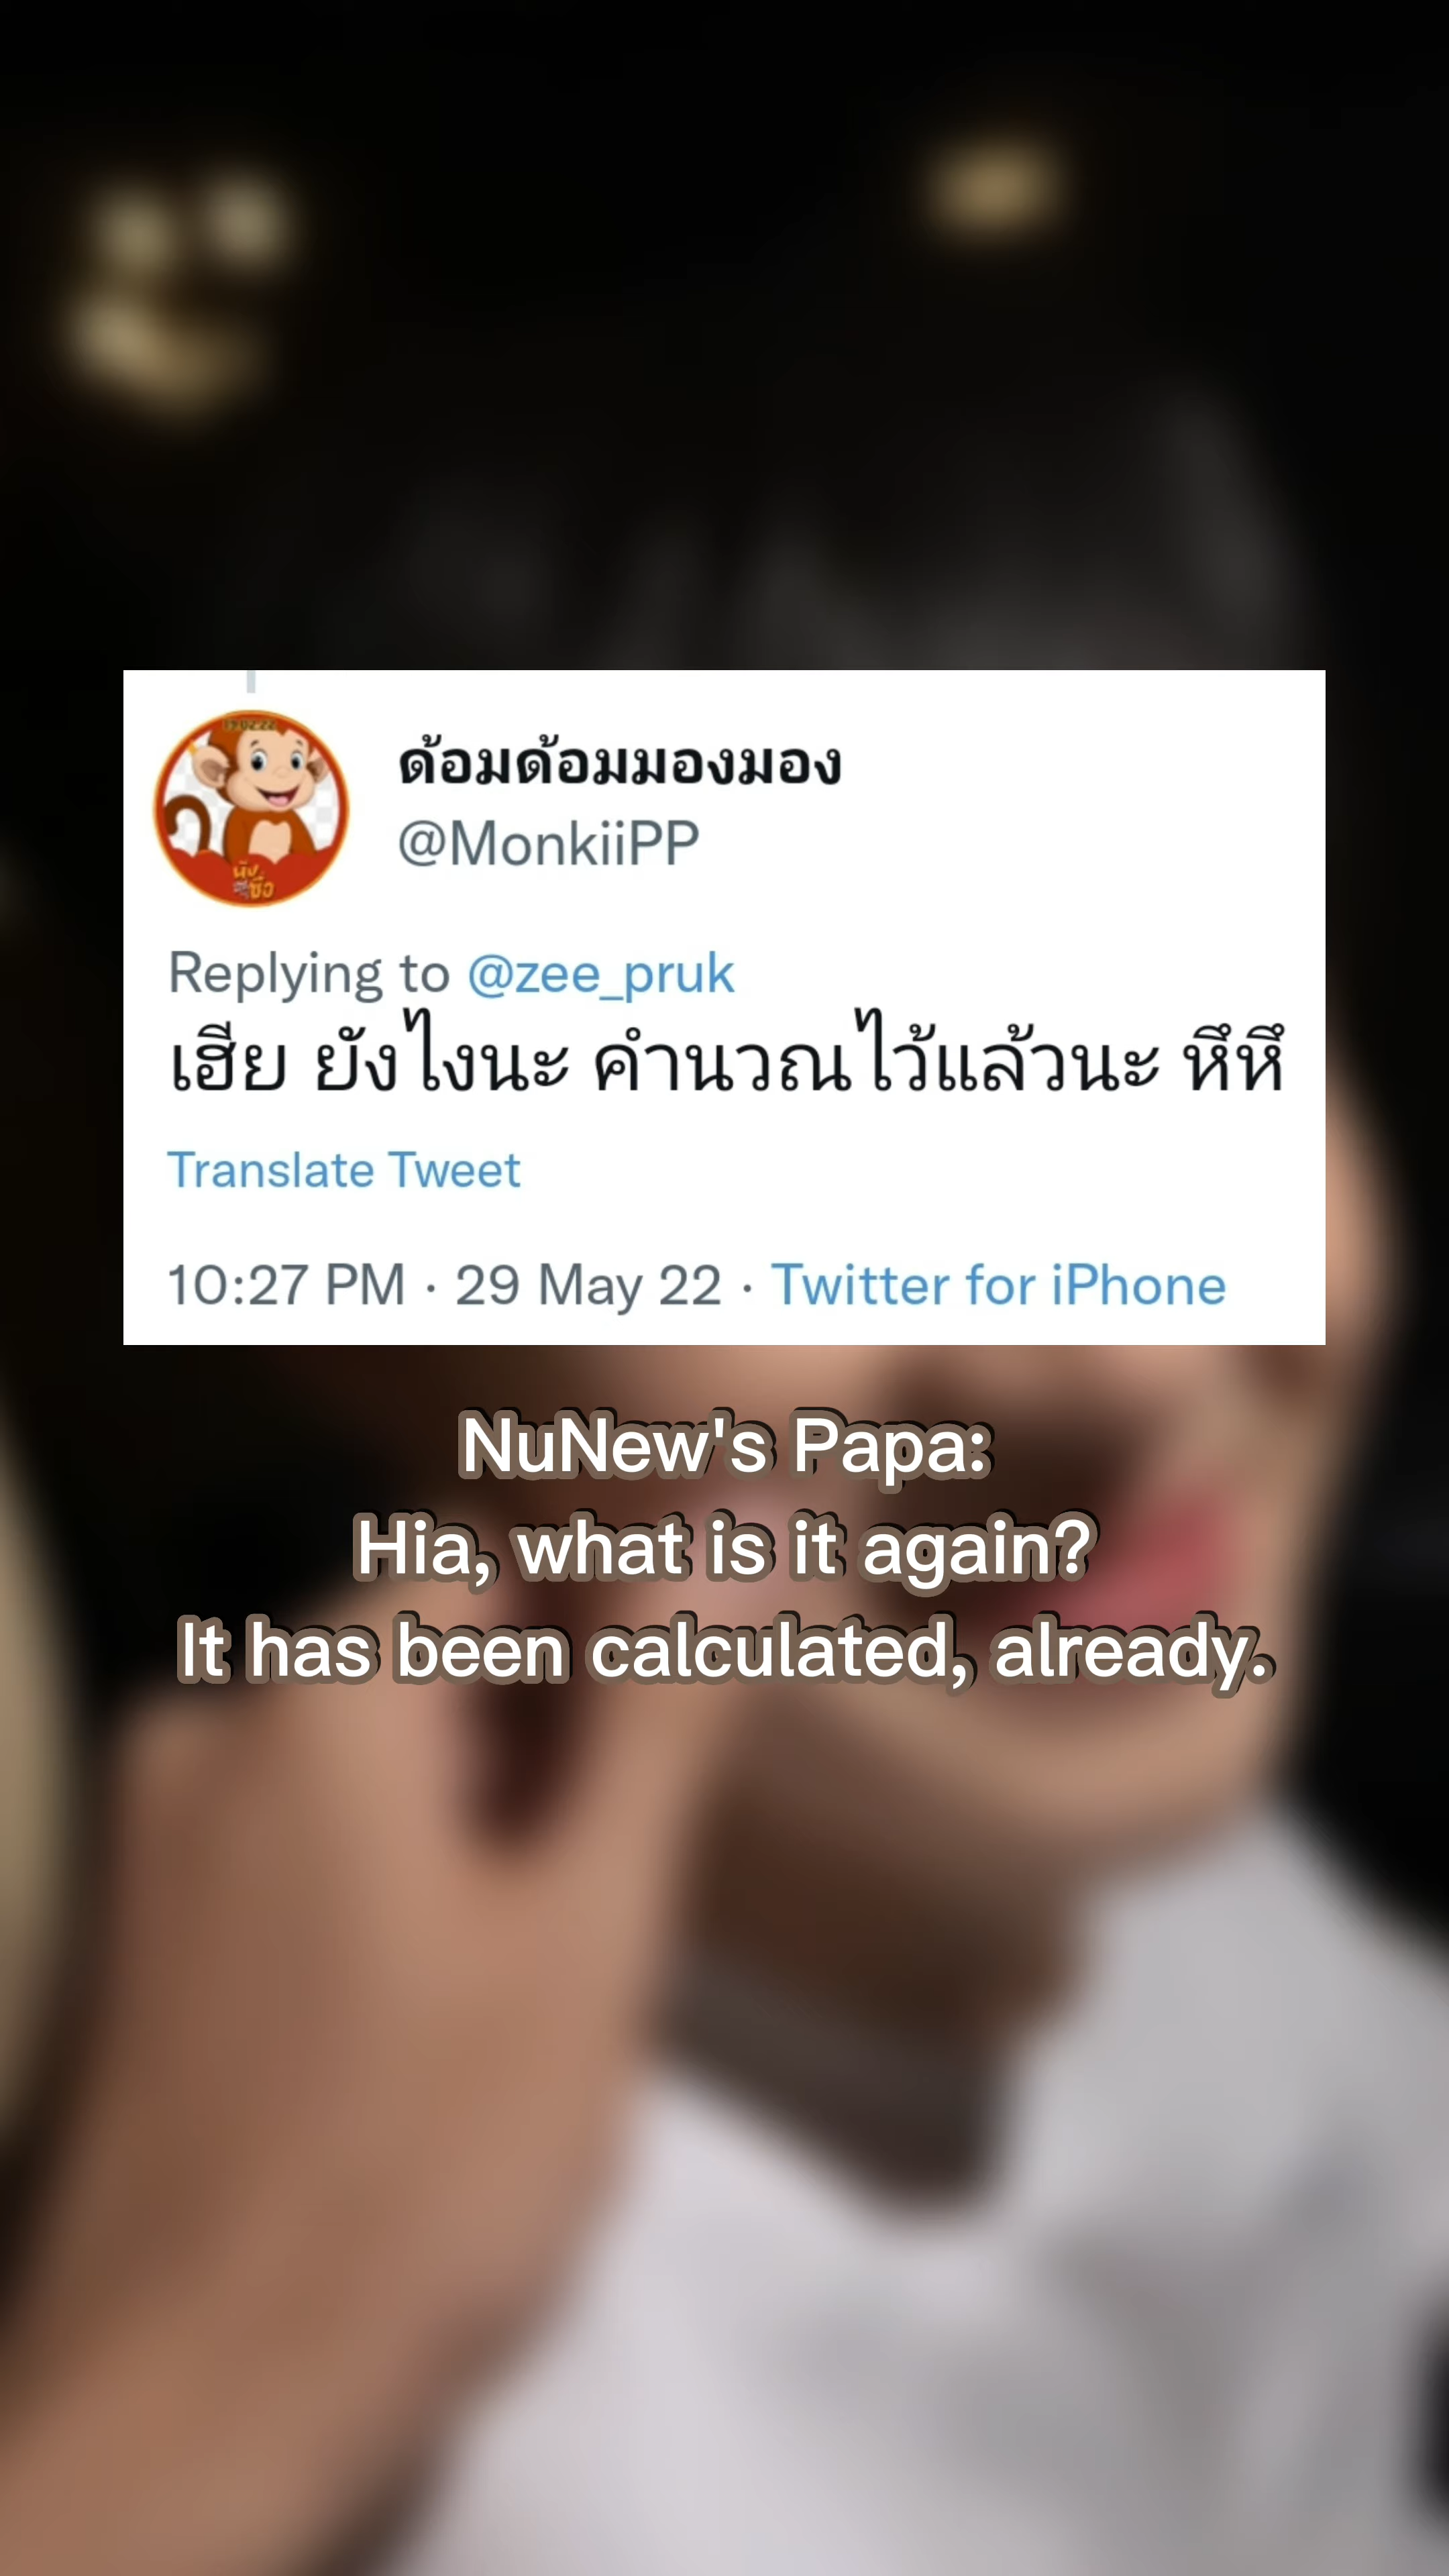 ด้อมด้อมมองมอง
@MonkiiPP
Replying to @zee_pruk
เฮีย ยังไงนะ คำนวณไว้แล้วนะ หึหึ
Translate Tweet
10:27 PM · 29 May 22 · Twitter for iPhone
NuNew's Papa:
Hia, what is it again?
It has been calculated, already.